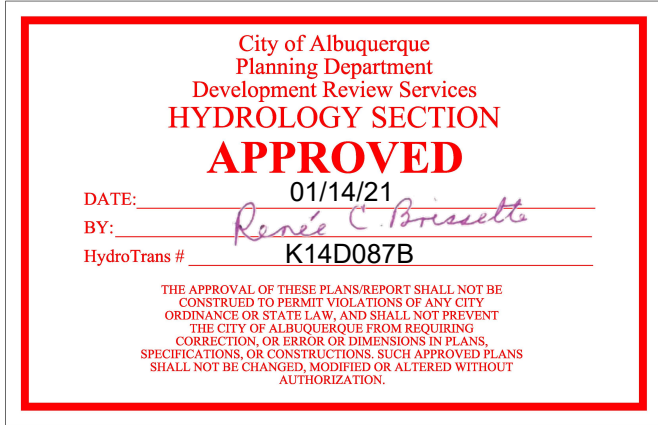 City of Albuquerque
Planning Department
Development Review Services
HYDROLOGY SECTION
APPROVED
DATE: 01/14/21
BY: Renée C. Brissette
HydroTrans # K14D087B
THE APPROVAL OF THESE PLANS/REPORT SHALL NOT BE
CONSTRUED TO PERMIT VIOLATIONS OF ANY CITY
ORDINANCE OR STATE LAW, AND SHALL NOT PREVENT
THE CITY OF ALBUQUERQUE FROM REQUIRING
CORRECTION, OR ERROR OR DIMENSIONS IN PLANS,
SPECIFICATIONS, OR CONSTRUCTIONS. SUCH APPROVED PLANS
SHALL NOT BE CHANGED, MODIFIED OR ALTERED WITHOUT
AUTHORIZATION.